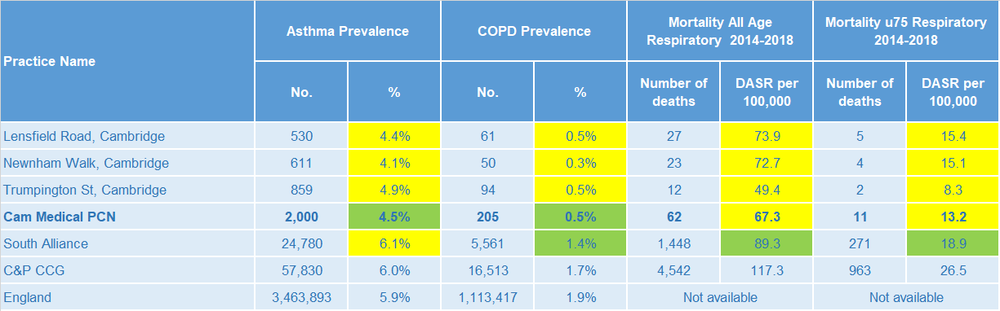 Practice Name
Asthma Prevalence
COPD Prevalence
Mortality All Age
Respiratory 2014-2018
Mortality u75 Respiratory
2014-2018
No.
%
No.
%
Number of
deaths
DASR per
100,000
Number of
deaths
DASR per
100,000
Lensfield Road, Cambridge 530 4.4% 61 0.5% 27 73.9 5 15.4
Newnham Walk, Cambridge 611 4.1% 50 0.3% 23 72.7 4 15.1
Trumpington St, Cambridge 859 4.9% 94 0.5% 12 49.4 2 8.3
Cam Medical PCN 2,000 4.5% 205 0.5% 62 67.3 11 13.2
South Alliance 24,780 6.1% 5,561 1.4% 1,448 89.3 271 18.9
C&P CCG 57,830 6.0% 16,513 1.7% 4,542 117.3 963 26.5
England 3,463,893 5.9% 1,113,417 1.9% Not available Not available